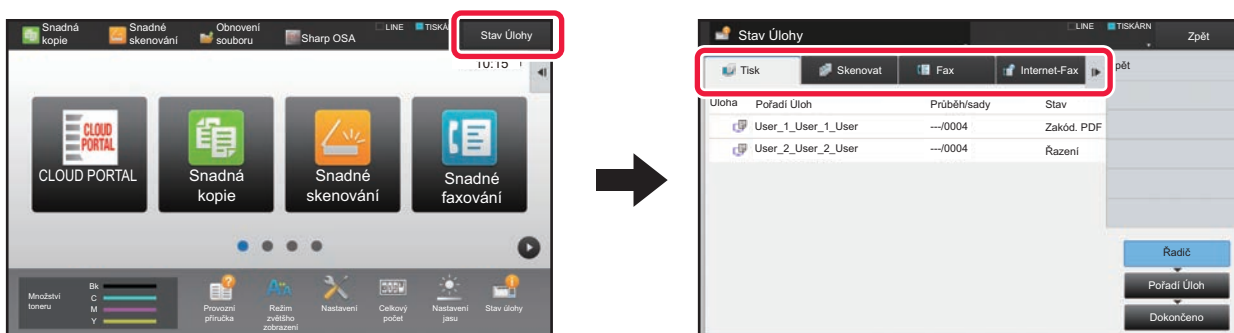 Snadná kopie
Snadné skenování
Obnovení souboru
Sharp OSA
LINE
Stav Úlohy
10:15
CLOUD PORTAL
CLOUD PORTAL
Snadná kopie
Snadné skenování
Snadné faxování
Množství toneru
Bk
C
M
Y
Provozní příručka
Režim zvětšho zobrazení
Nastavení
Celkový počet
Nastavení jasu
Stav úlohy
Stav Úlohy
LINE
TISKÁRN
Zpět
Tisk
Skenovat
Fax
Internet-Fax
pět
Úloha Pořadí Úloh Průběh/sady Stav
User_1_User_1_User ---/0004 Zakód. PDF
User_2_User_2_User ---/0004 Řazení
Řadič
Pořadí Úloh
Dokončeno